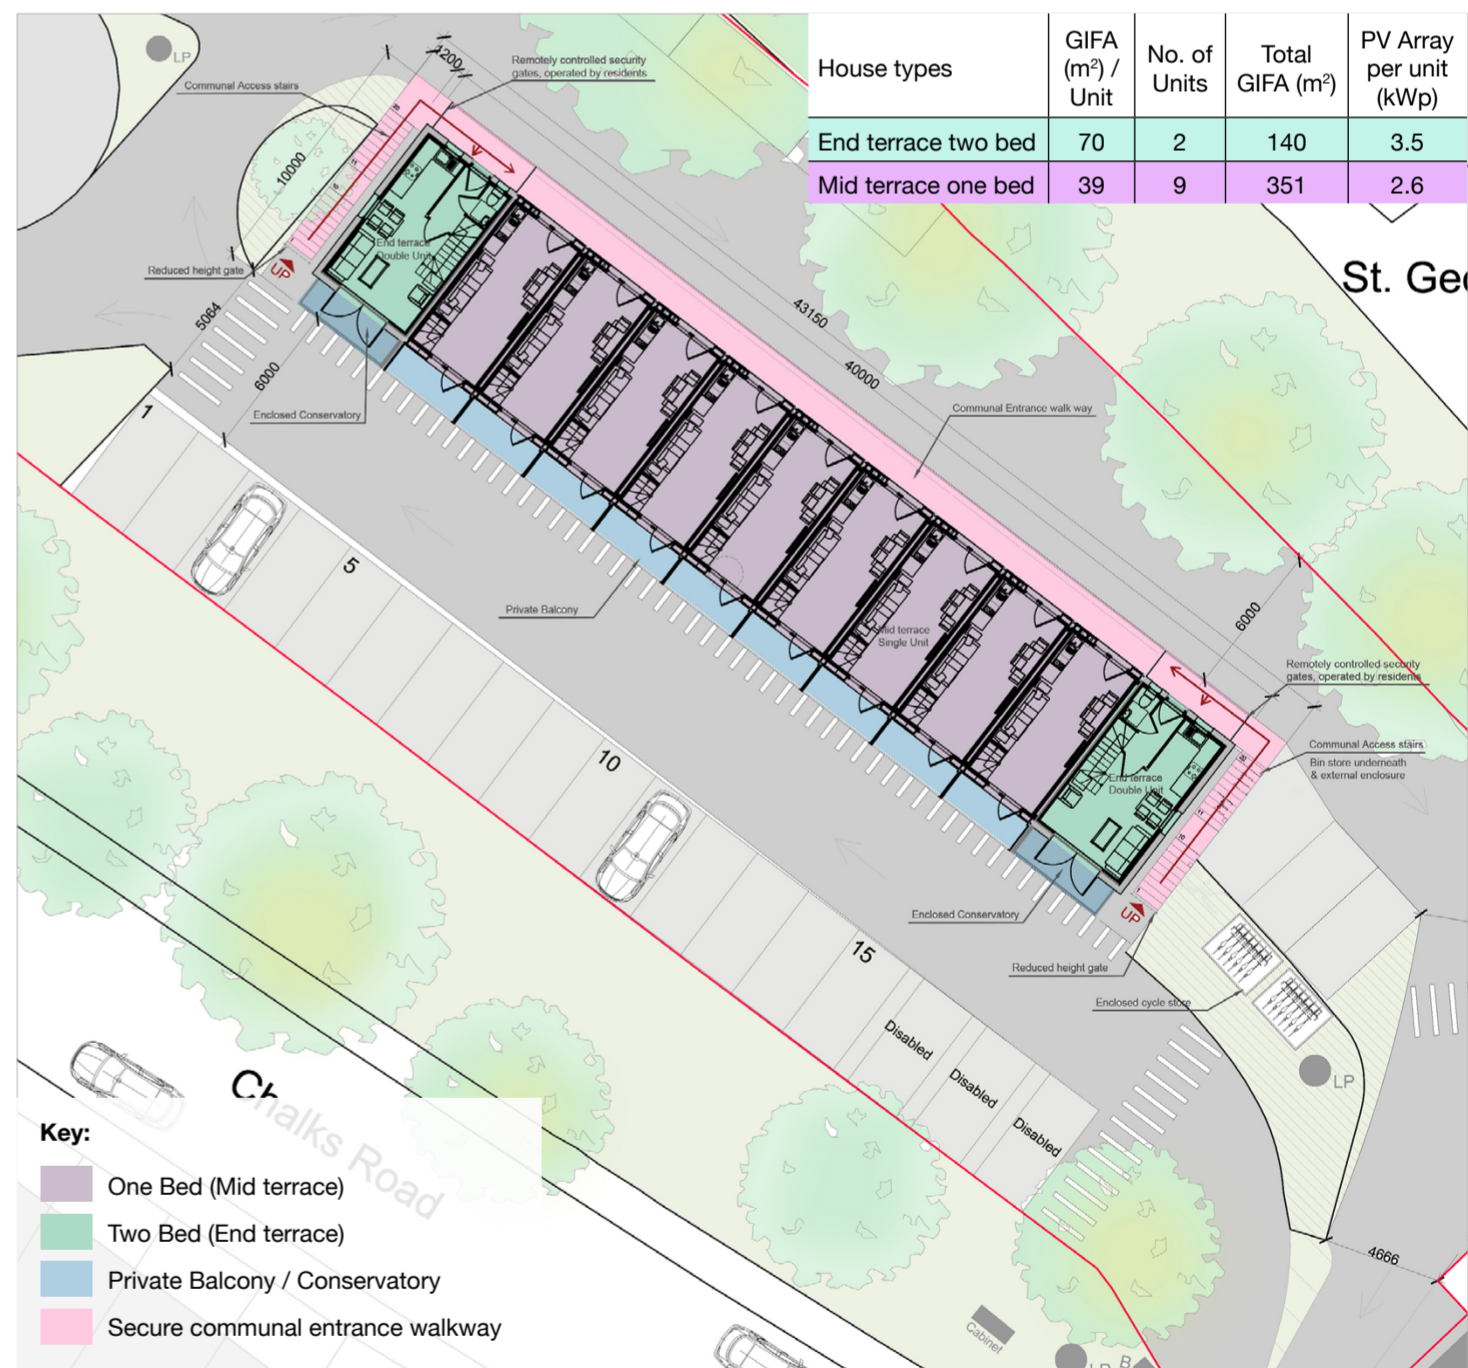 House types
GIFA (m²) / Unit
No. of Units
Total GIFA (m²)
PV Array per unit (kWp)
End terrace two bed 70 2 140 3.5
Mid terrace one bed 39 9 351 2.6
LP
1200
Remotely controlled security
gates, operated by residents
Communal Access stairs
10000
End terrace
Double Unit
Reduced height gate
UP
5064
6000
Enclosed Conservatory
43150
40000
Communal Entrance walk way
St. Geo
1
5
Private Balcony
Mid terrace
Single Unit
6000
Remotely controlled security
gates, operated by residents
Communal Access stairs
Bin store underneath
& external enclosure
End terrace
Double Unit
10
Enclosed Conservatory
UP
Reduced height gate
Enclosed cycle store
15
Disabled
Disabled
Disabled
LP
4666
Chalks Road
Cabinet
LP
B
Key:
One Bed (Mid terrace)
Two Bed (End terrace)
Private Balcony / Conservatory
Secure communal entrance walkway